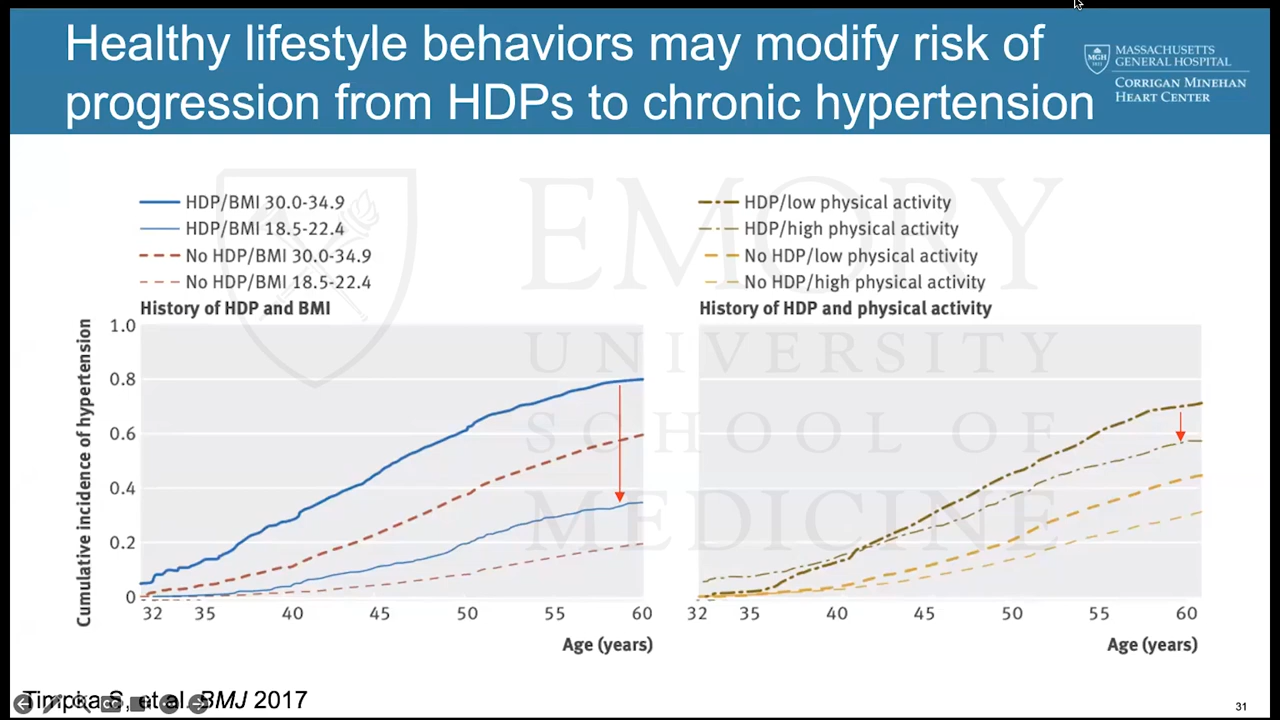 Healthy lifestyle behaviors may modify risk of
progression from HDPs to chronic hypertension
MASSACHUSETTS
GENERAL HOSPITAL
CORRIGAN MINEHAN
HEART CENTER
MGH
1811
EMORY
UNIVERSITY
SCHOOL OF
MEDICINE
HDP/BMI 30.0-34.9
HDP/BMI 18.5-22.4
No HDP/BMI 30.0-34.9
No HDP/BMI 18.5-22.4
History of HDP and BMI
Cumulative incidence of hypertension
1.0
0.8
0.6
0.4
0.2
0
32 35 40 45 50 55 60
Age (years)
HDP/low physical activity
HDP/high physical activity
No HDP/low physical activity
No HDP/high physical activity
History of HDP and physical activity
32 35 40 45 50 55 60
Age (years)
Timpka S, et al. BMJ 2017
CC
31